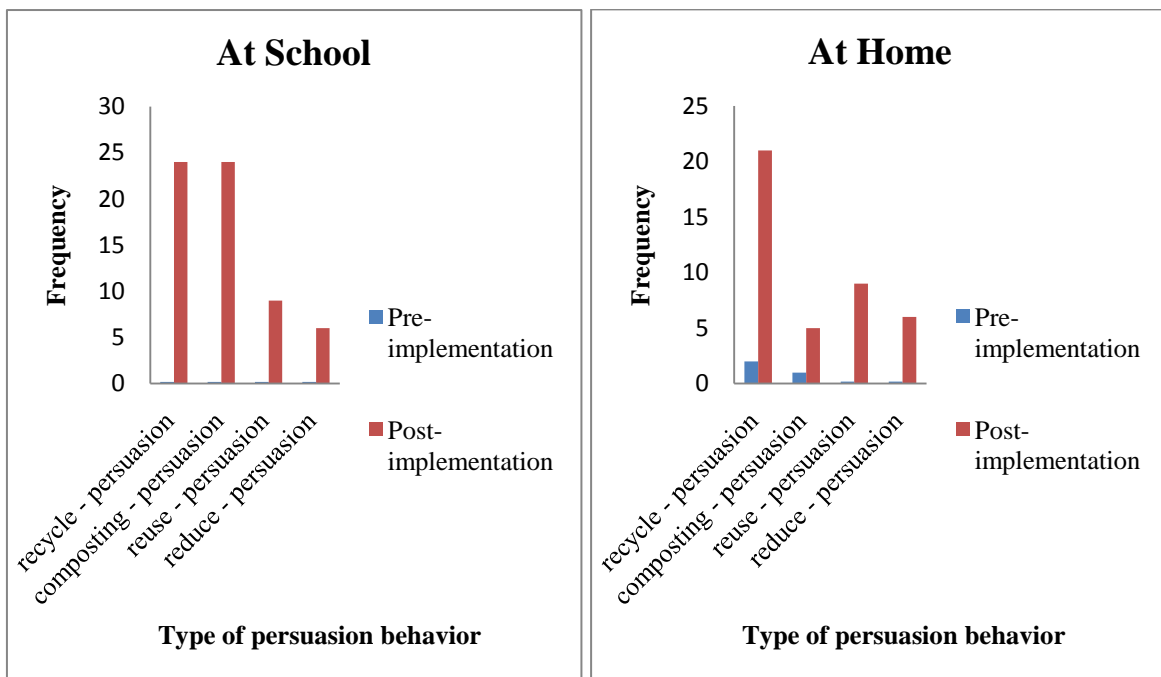 At School
30
25
20
15
10
5
0
Frequency
Pre-
implementation
Post-
implementation
recycle - persuasion
composting - persuasion
reuse - persuasion
reduce - persuasion
Type of persuasion behavior
At Home
25
20
15
10
5
0
Frequency
Pre-
implementation
Post-
implementation
recycle - persuasion
composting - persuasion
reuse - persuasion
reduce - persuasion
Type of persuasion behavior